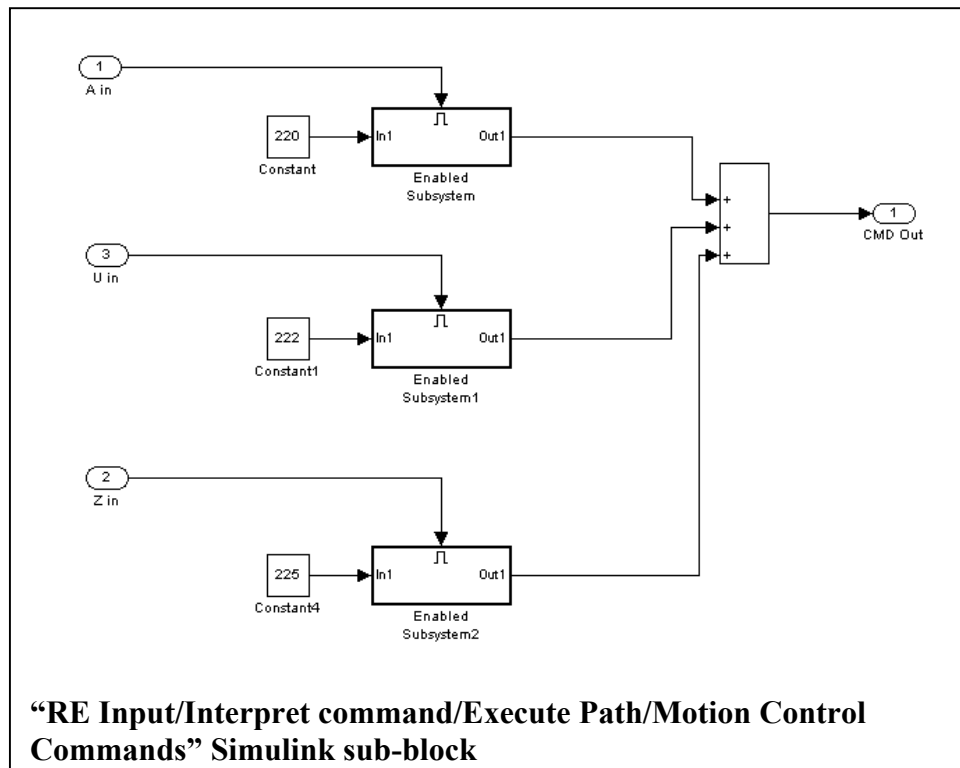 1
A in
220
Constant
In1
Out1
Enabled
Subsystem
+
+
+
1
CMD Out
3
U in
222
Constant1
In1
Out1
Enabled
Subsystem1
2
Z in
225
Constant4
In1
Out1
Enabled
Subsystem2
“RE Input/Interpret command/Execute Path/Motion Control
Commands” Simulink sub-block